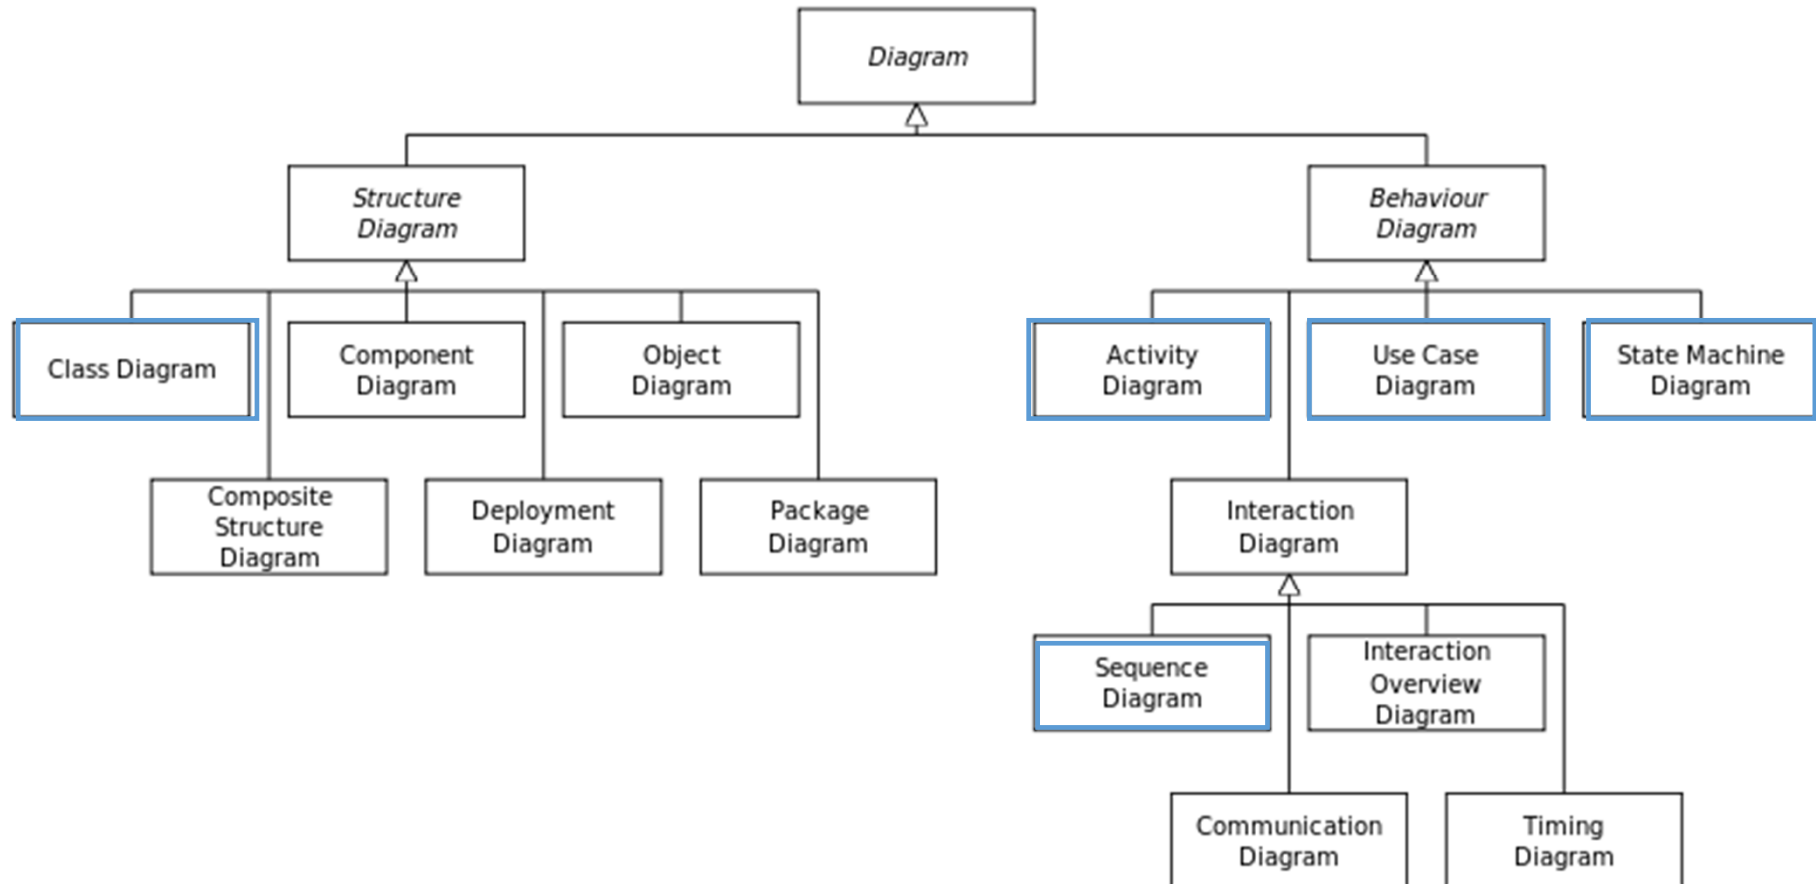 Diagram
Structure
Diagram
Behaviour
Diagram
Class Diagram
Component
Diagram
Object
Diagram
Activity
Diagram
Use Case
Diagram
State Machine
Diagram
Composite
Structure
Diagram
Deployment
Diagram
Package
Diagram
Interaction
Diagram
Sequence
Diagram
Interaction
Overview
Diagram
Communication
Diagram
Timing
Diagram